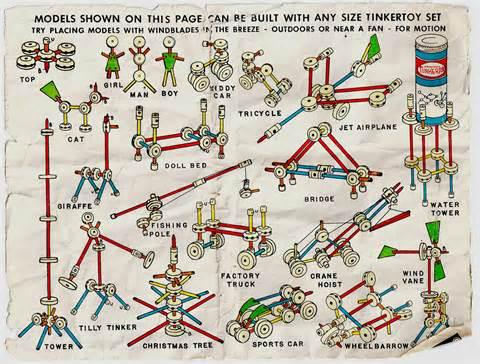 MODELS SHOWN ON THIS PAGE CAN BE BUILT WITH ANY SIZE TINKERTOY SET
TRY PLACING MODELS WITH WINDBLADES IN THE BREEZE - OUTDOORS OR NEAR A FAN - FOR MOTION
TOP
GIRL
MAN
BOY
KIDDY
CAR
TRICYCLE
JET AIRPLANE
TINKERTOY
CAT
DOLL BED
GIRAFFE
FISHING
POLE
BRIDGE
WATER
TOWER
FACTORY
TRUCK
CRANE
HOIST
WIND
VANE
TOWER
TILLY TINKER
CHRISTMAS TREE
SPORTS CAR
WHEELBARROW